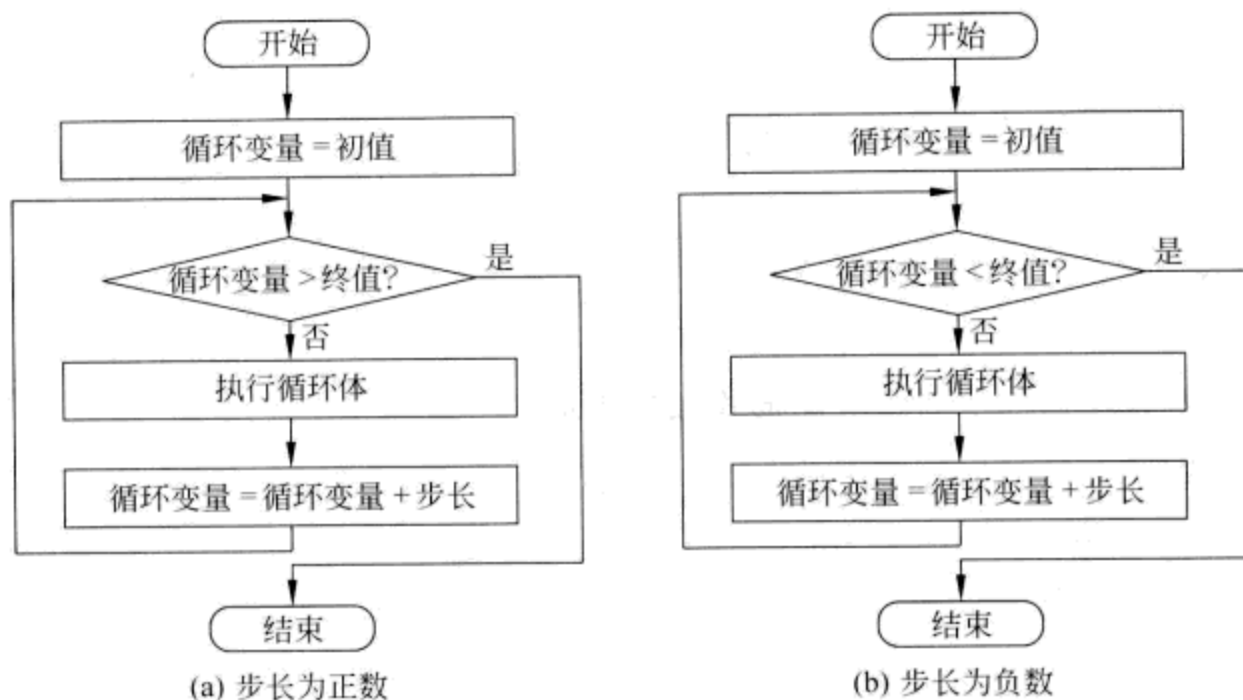 开始
循环变量=初值
循环变量>终值?
是
否
执行循环体
循环变量=循环变量+步长
结束
(a) 步长为正数
开始
循环变量=初值
循环变量<终值?
是
否
执行循环体
循环变量=循环变量+步长
结束
(b) 步长为负数